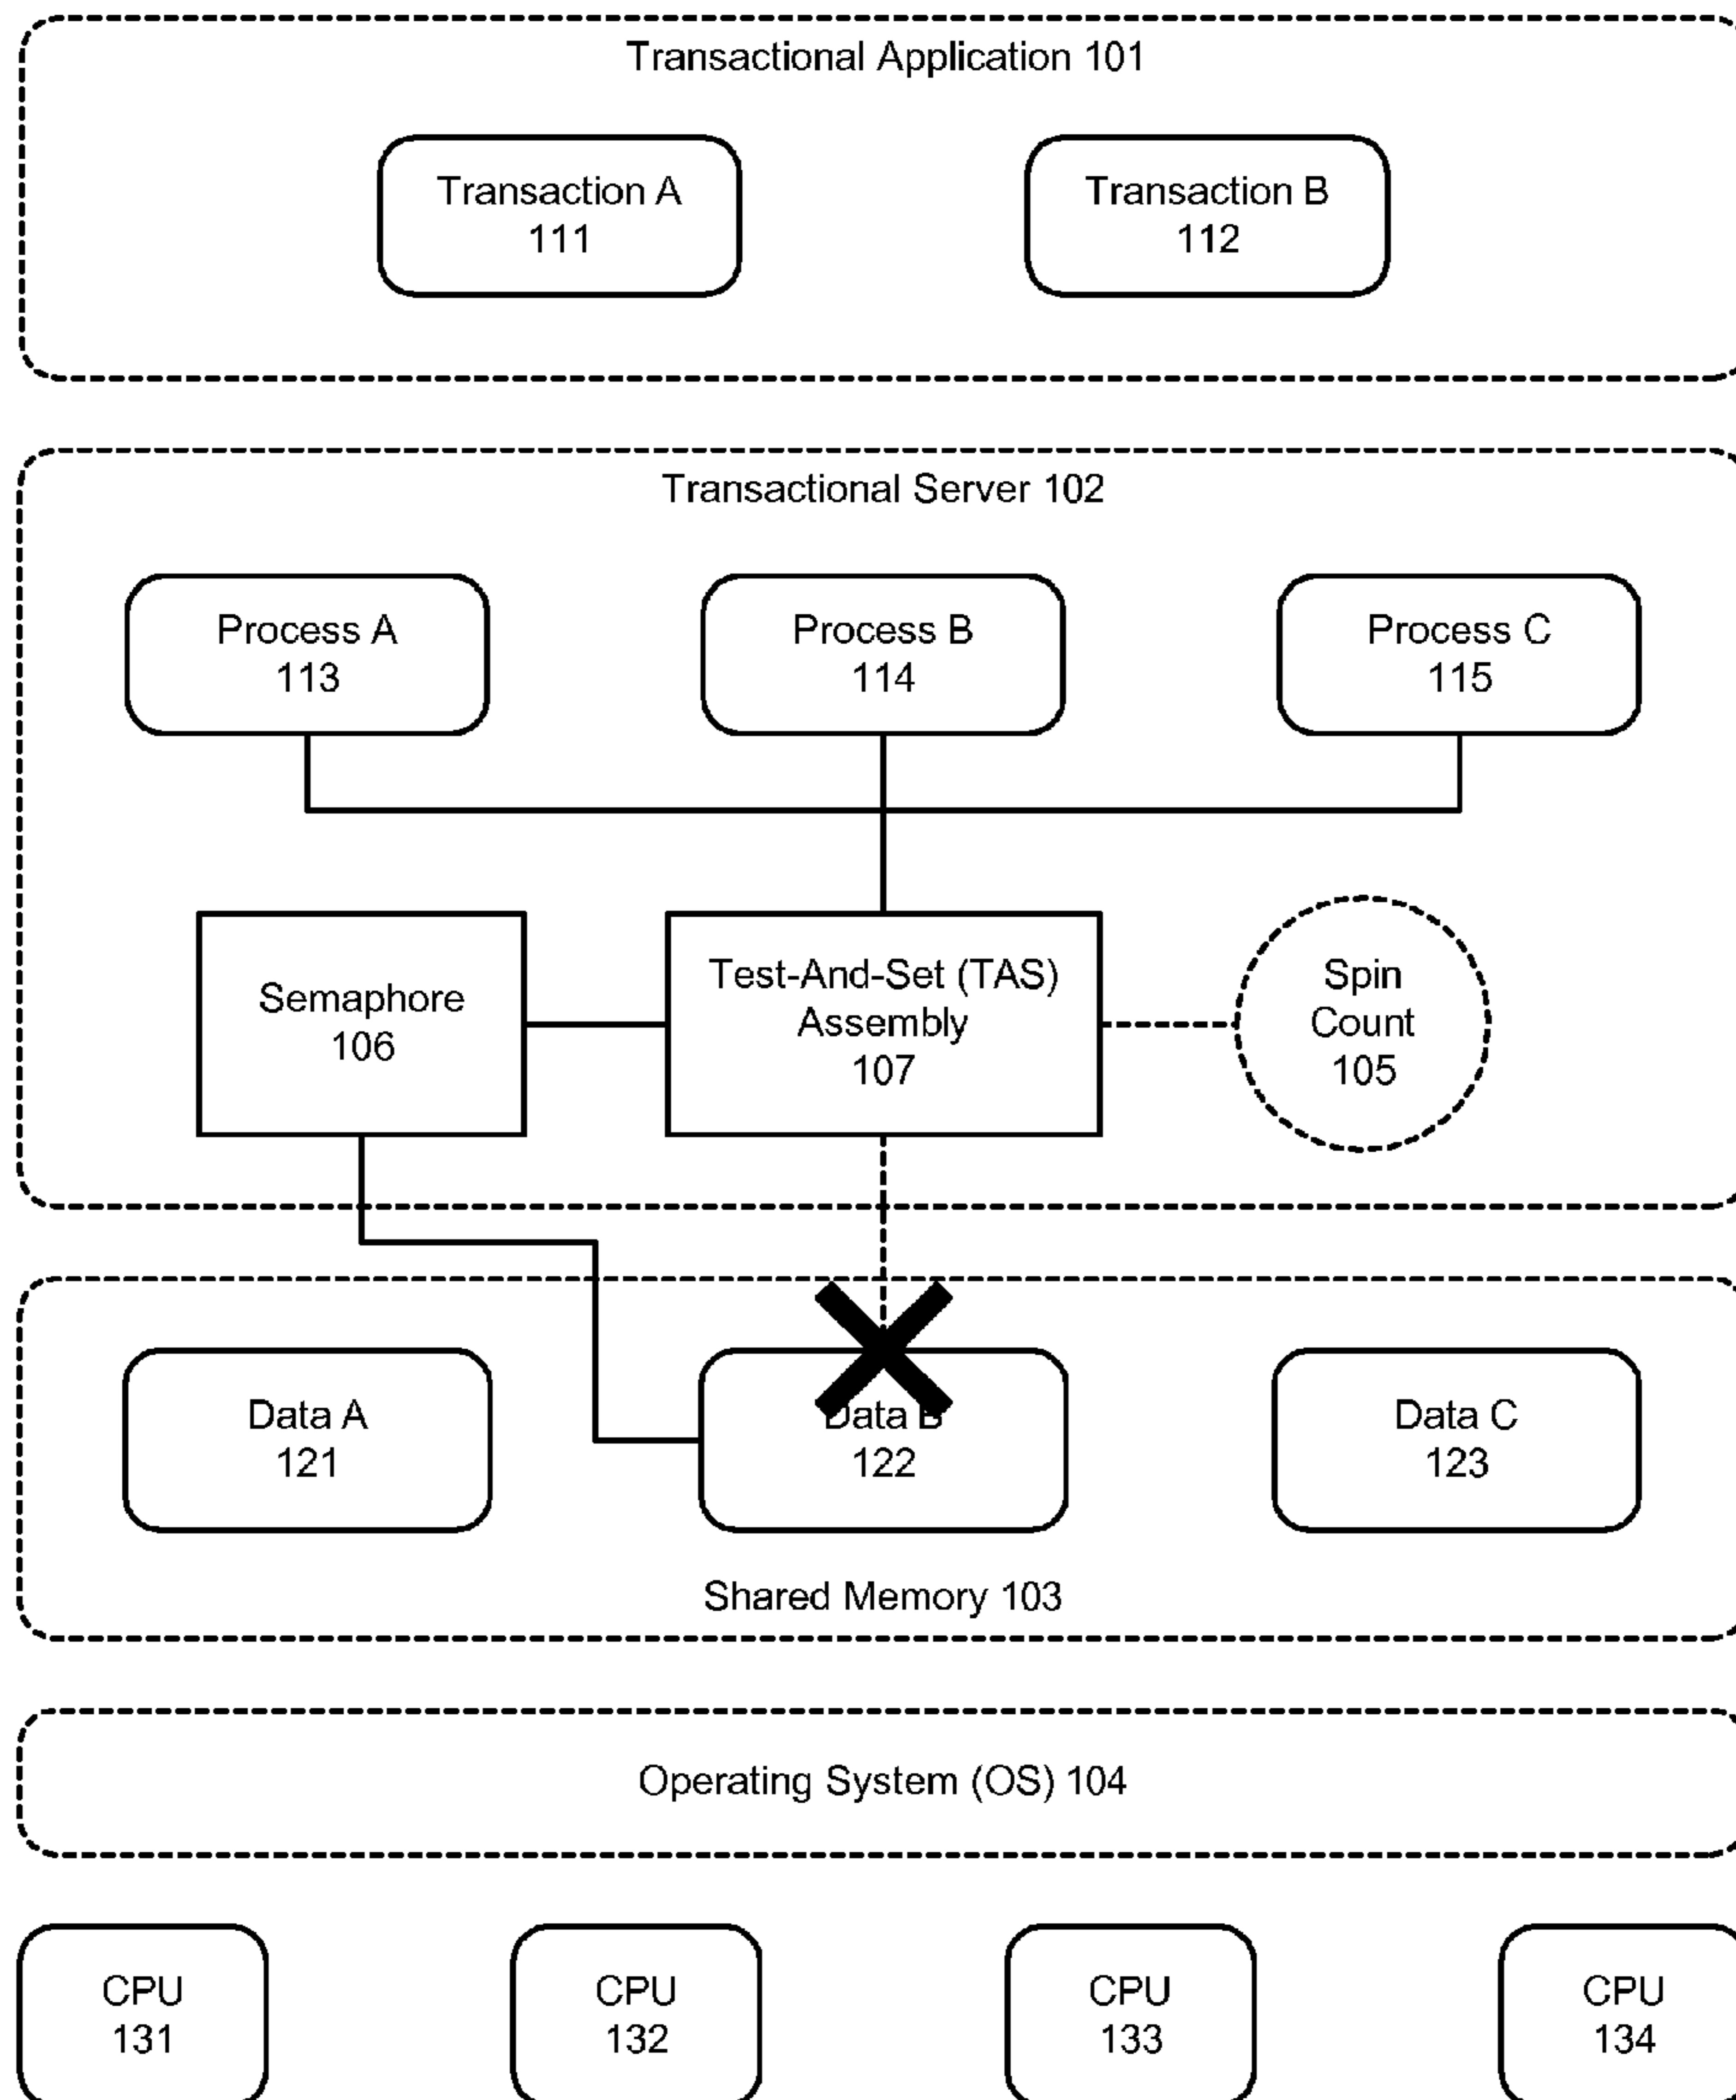 Transactional Application 101
Transaction A
111
Transaction B
112
Transactional Server 102
Process A
113
Process B
114
Process C
115
Semaphore
106
Test-And-Set (TAS)
Assembly
107
Spin
Count
105
Data A
121
Data B
122
Data C
123
Shared Memory 103
Operating System (OS) 104
CPU
131
CPU
132
CPU
133
CPU
134